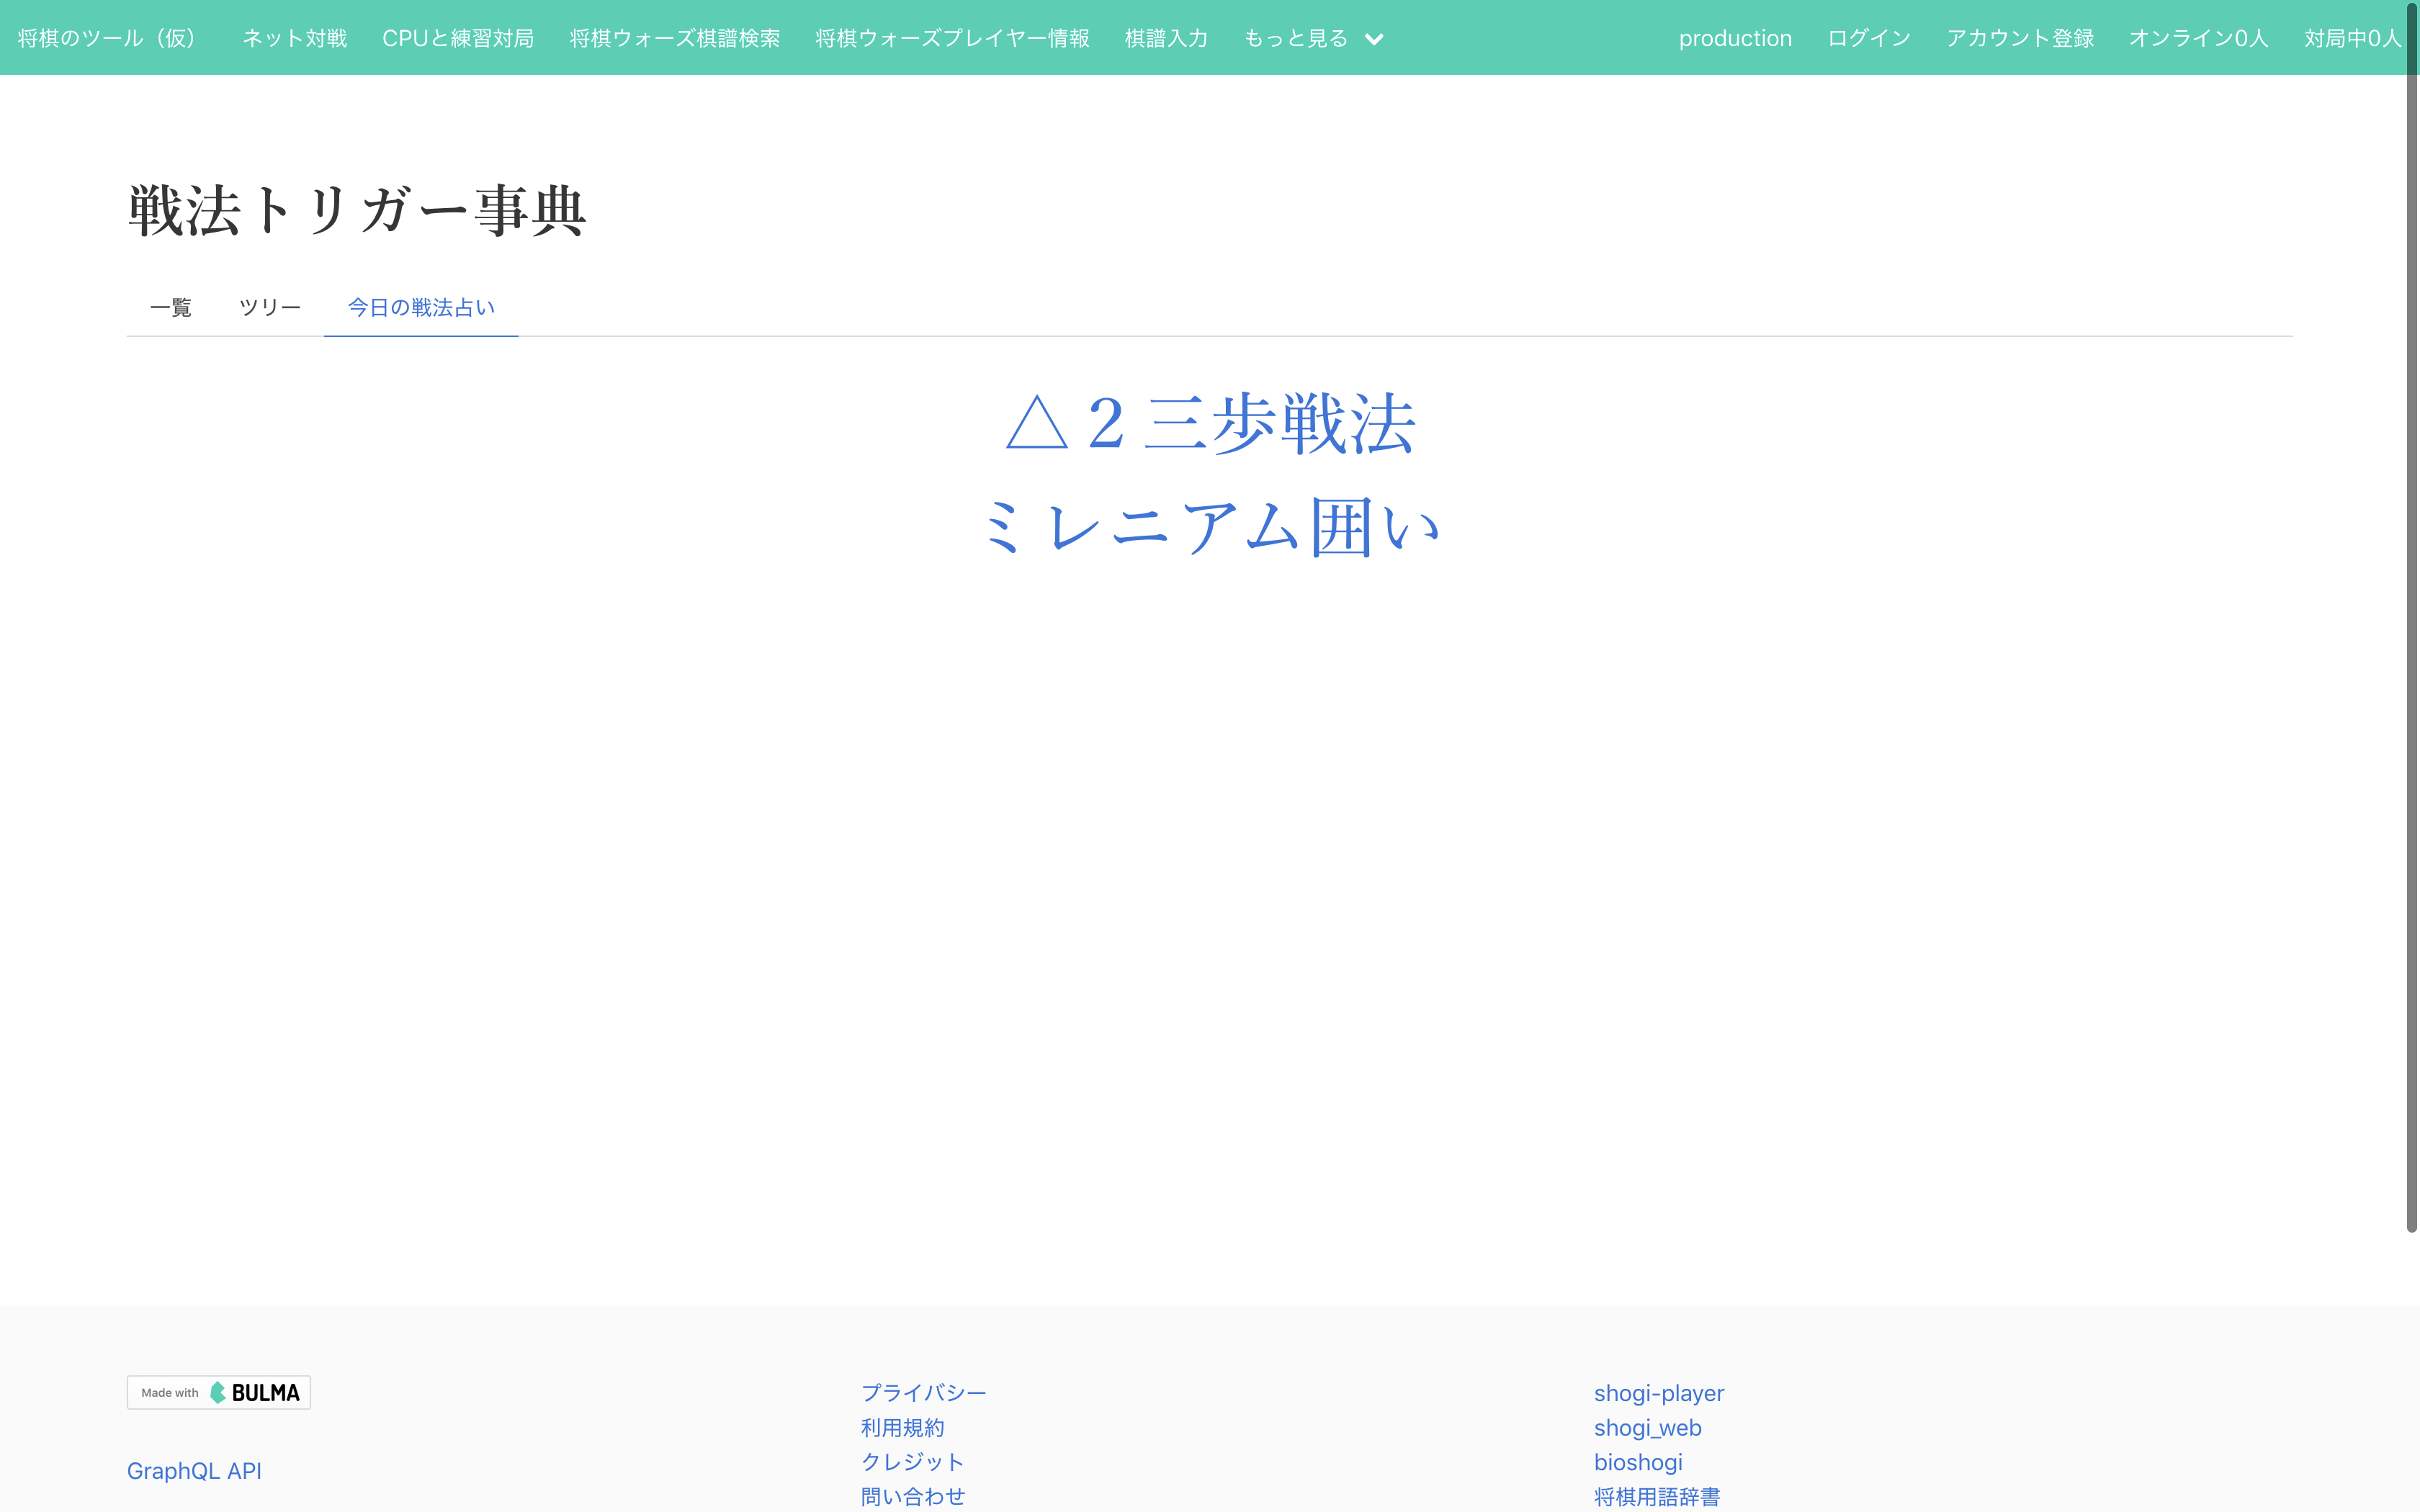 将棋のツール（仮） ネット対戦 CPUと練習対局 将棋ウォーズ棋譜検索 将棋ウォーズプレイヤー情報 棋譜入力 もっと見る production ログイン アカウント登録 オンライン0人 対局中0人
戦法トリガー事典
一覧 ツリー 今日の戦法占い
△２三歩戦法
ミレニアム囲い
Made with BULMA
GraphQL API
プライバシー
利用規約
クレジット
問い合わせ
shogi-player
shogi_web
bioshogi
将棋用語辞書